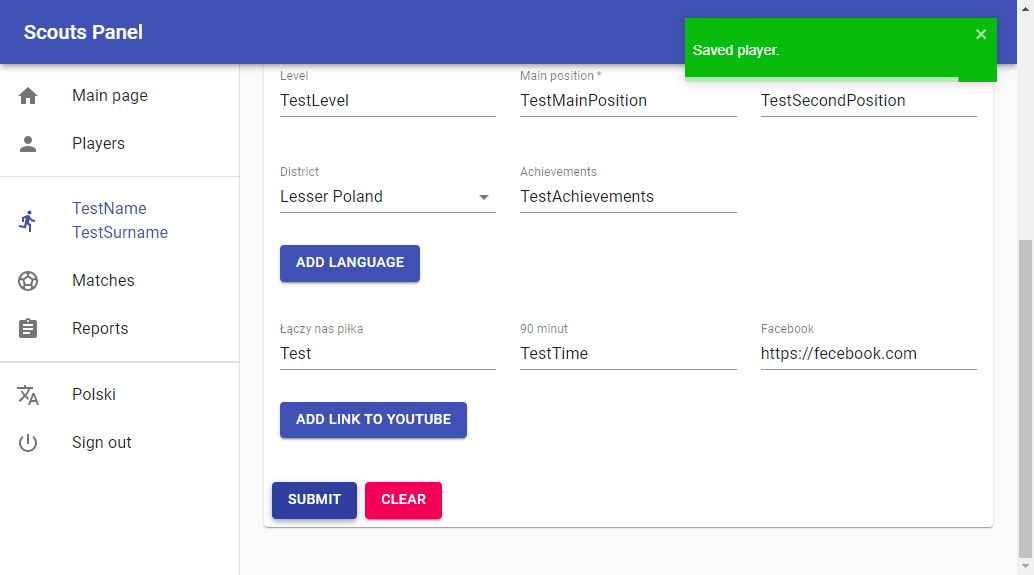 Scouts Panel
Saved player.
Main page
Players
TestName
TestSurname
Matches
Reports
Polski
Sign out
Level
Main position *
TestLevel
TestMainPosition
TestSecondPosition
District
Achievements
Lesser Poland
TestAchievements
ADD LANGUAGE
Łączy nas piłka
90 minut
Facebook
Test
TestTime
https://fecebook.com
ADD LINK TO YOUTUBE
SUBMIT
CLEAR